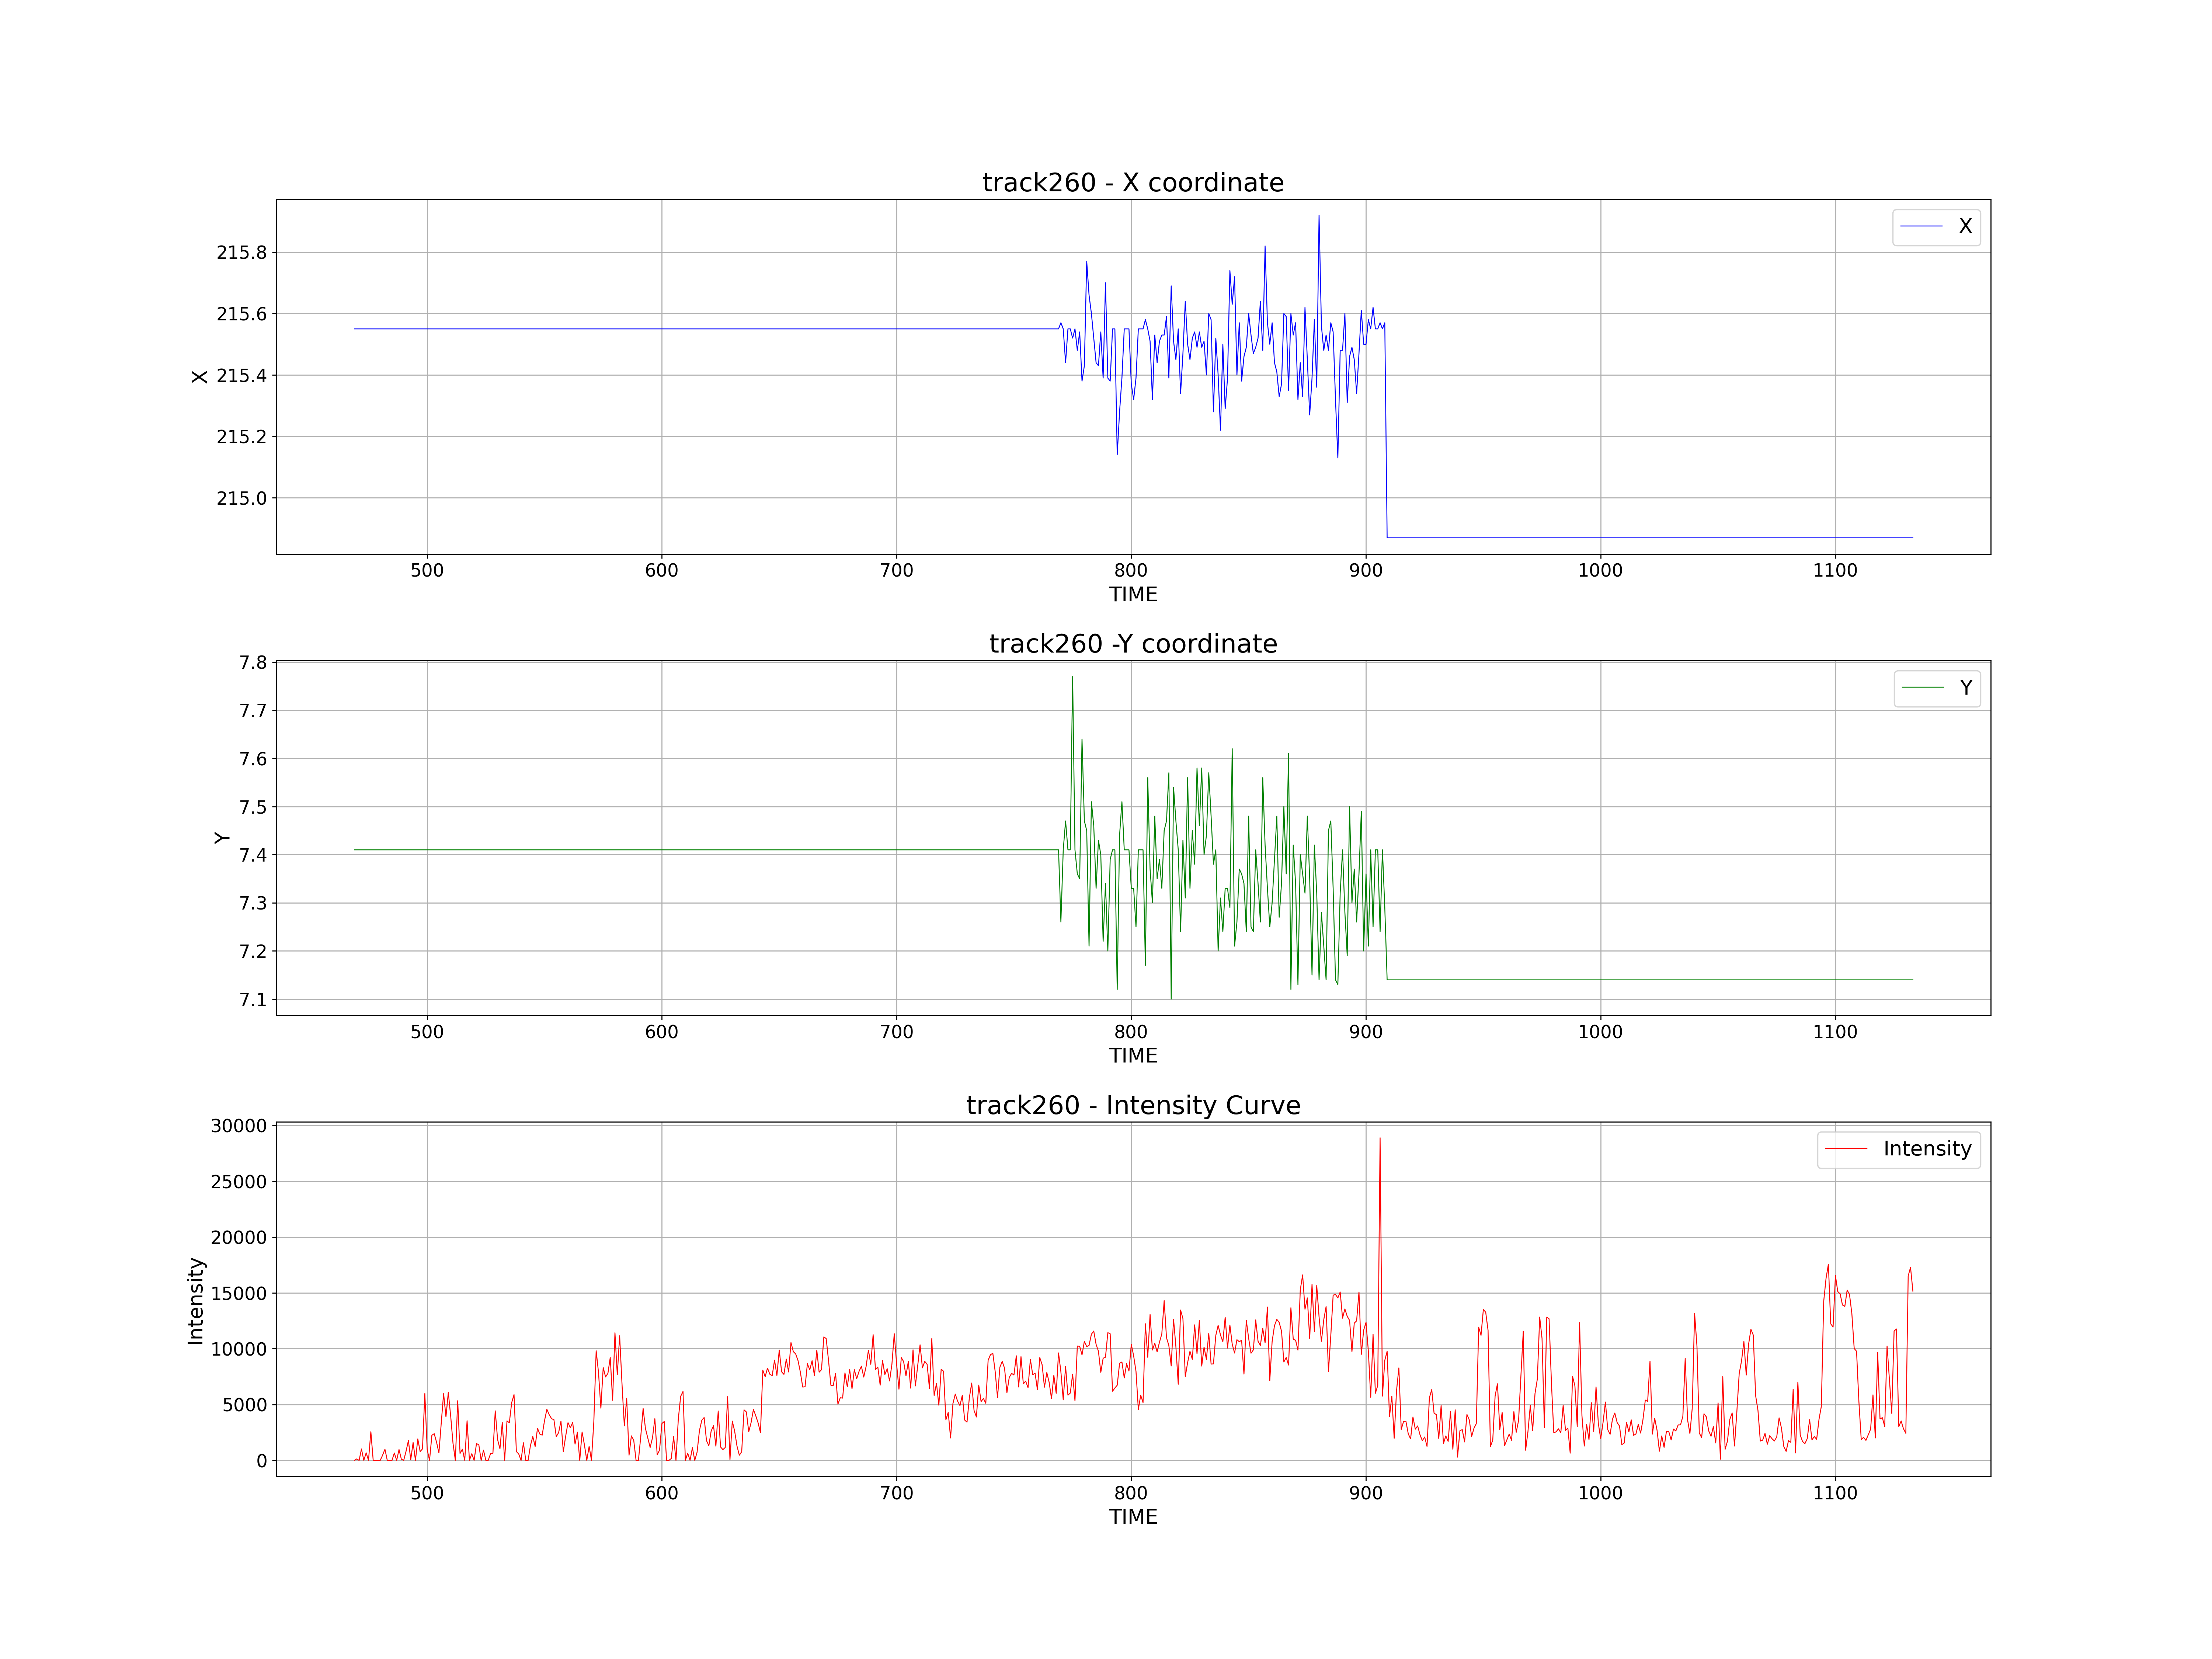 track260 - X coordinate
X
215.8
215.6
215.4
215.2
215.0
X
500 600 700 800 900 1000 1100
TIME
track260 -Y coordinate
Y
7.8
7.7
7.6
7.5
7.4
7.3
7.2
7.1
Y
500 600 700 800 900 1000 1100
TIME
track260 - Intensity Curve
Intensity
30000
25000
20000
15000
10000
5000
0
Intensity
500 600 700 800 900 1000 1100
TIME